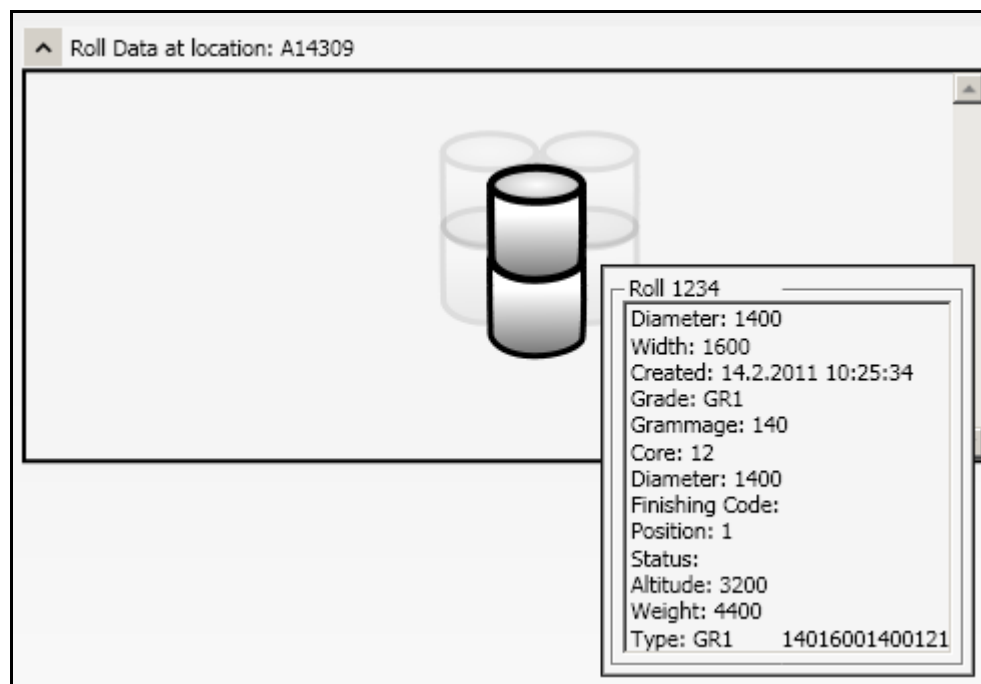 Roll Data at location: A14309
Roll 1234
Diameter: 1400
Width: 1600
Created: 14.2.2011 10:25:34
Grade: GR1
Grammage: 140
Core: 12
Diameter: 1400
Finishing Code:
Position: 1
Status:
Altitude: 3200
Weight: 4400
Type: GR1 14016001400121